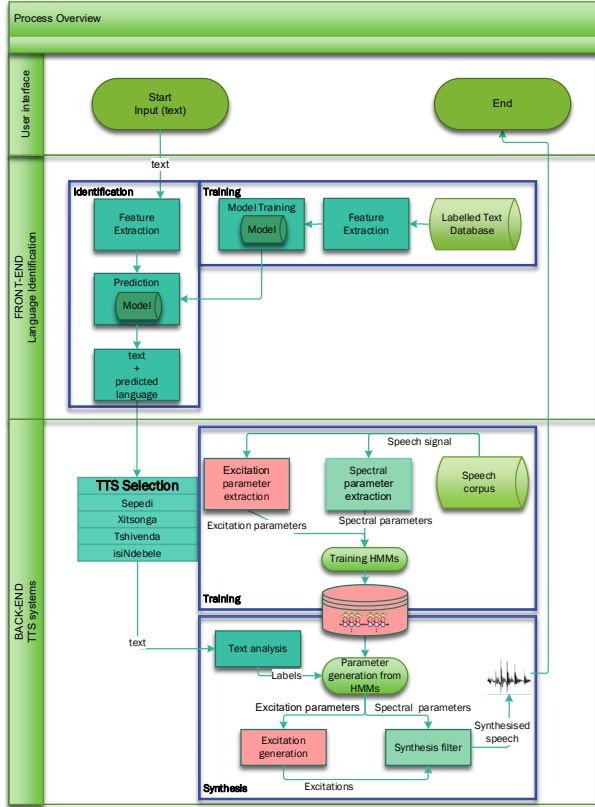 Process Overview
User interface
Start
Input (text)
End
text
FRONT-END
Language Identification
Identification
Feature
Extraction
Prediction
Model
text
+
predicted
language
Training
Model Training
Model
Feature
Extraction
Labelled Text
Database
BACK-END
TTS systems
TTS Selection
Sepedi
Xitsonga
Tshivenda
isiNdebele
text
Speech signal
Excitation
parameter
extraction
Spectral
parameter
extraction
Speech
corpus
Excitation parameters
Spectral parameters
Training HMMs
Training
Text analysis
Labels
Parameter
generation from
HMMs
Excitation parameters
Spectral parameters
Excitation
generation
Synthesis filter
Excitations
Synthesised
speech
Synthesis